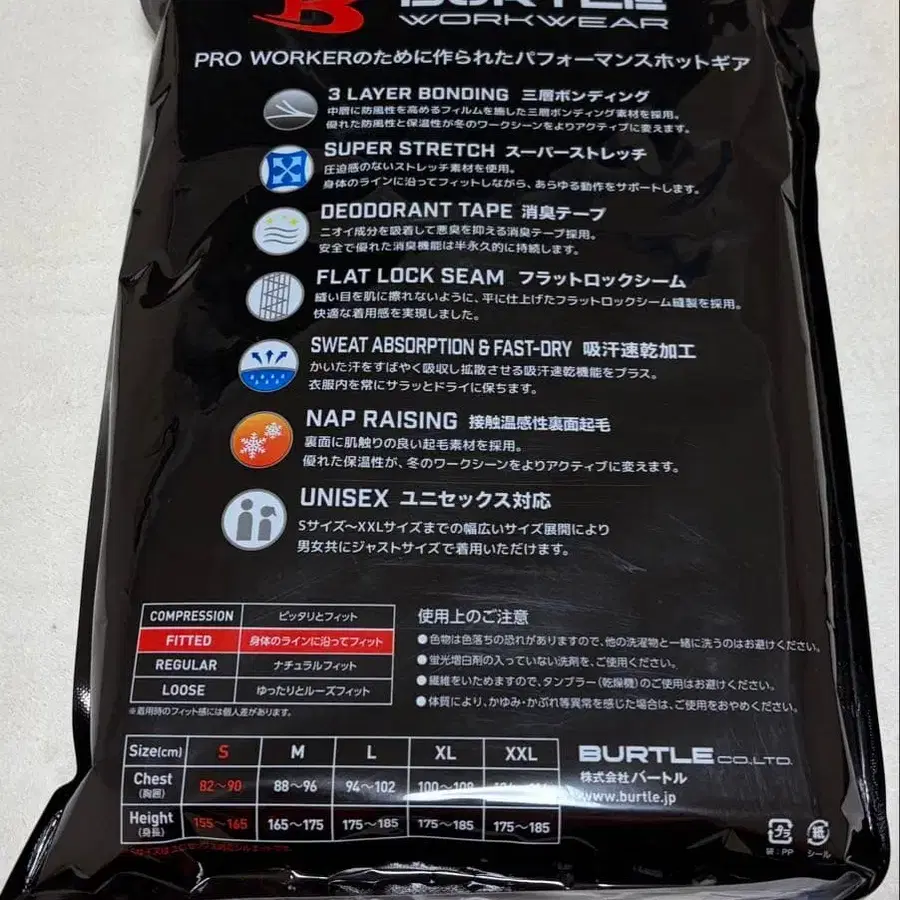 BURTLE
WORKWEAR
PRO WORKERのために作られたパフォーマンスホットギア
3 LAYER BONDING 三層ボンディング
中層に防風性を高めるフィルムを施した三層ボンディング素材を採用。
優れた防風性と保温性が冬のワークシーンをよりアクティブに変えます。
SUPER STRETCH スーパーストレッチ
圧迫感のないストレッチ素材を使用。
身体のラインに沿ってフィットしながら、あらゆる動作をサポートします。
DEODORANT TAPE 消臭テープ
ニオイ成分を吸着して悪臭を抑える消臭テープ採用。
安全で優れた消臭機能は半永久的に持続します。
FLAT LOCK SEAM フラットロックシーム
縫い目を肌に擦れないように、平に仕上げたフラットロックシーム縫製を採用。
快適な着用感を実現しました。
SWEAT ABSORPTION & FAST-DRY 吸汗速乾加工
かいた汗をすばやく吸収し拡散させる吸汗速乾機能をプラス。
衣服内を常にサラッとドライに保ちます。
NAP RAISING 接触温感性裏面起毛
裏面に肌触りの良い起毛素材を採用。
優れた保温性が、冬のワークシーンをよりアクティブに変えます。
UNISEX ユニセックス対応
Sサイズ〜XXLサイズまでの幅広いサイズ展開により
男女共にジャストサイズで着用いただけます。
COMPRESSION ピッタリとフィット
FITTED 身体のラインに沿ってフィット
REGULAR ナチュラルフィット
LOOSE ゆったりとルーズフィット
※着用時のフィット感には個人差があります。
使用上のご注意
●色物は色落ちの恐れがありますので、他の洗濯物と一緒に洗うのはお避けください。
●蛍光増白剤の入っていない洗剤を、ご使用ください。
●繊維をいためますので、タンブラー(乾燥機)のご使用はお避けください。
●体質により、かゆみ・かぶれ等異常を感じた場合は、ご使用をおやめください。
Size(cm) S M L XL XXL
Chest (胸囲) 82〜90 88〜96 94〜102 100〜108
Height (身長) 155〜165 165〜175 175〜185 175〜185 175〜185
BURTLE CO.,LTD.
株式会社バートル
www.burtle.jp
プラ 紙
袋:PP シール